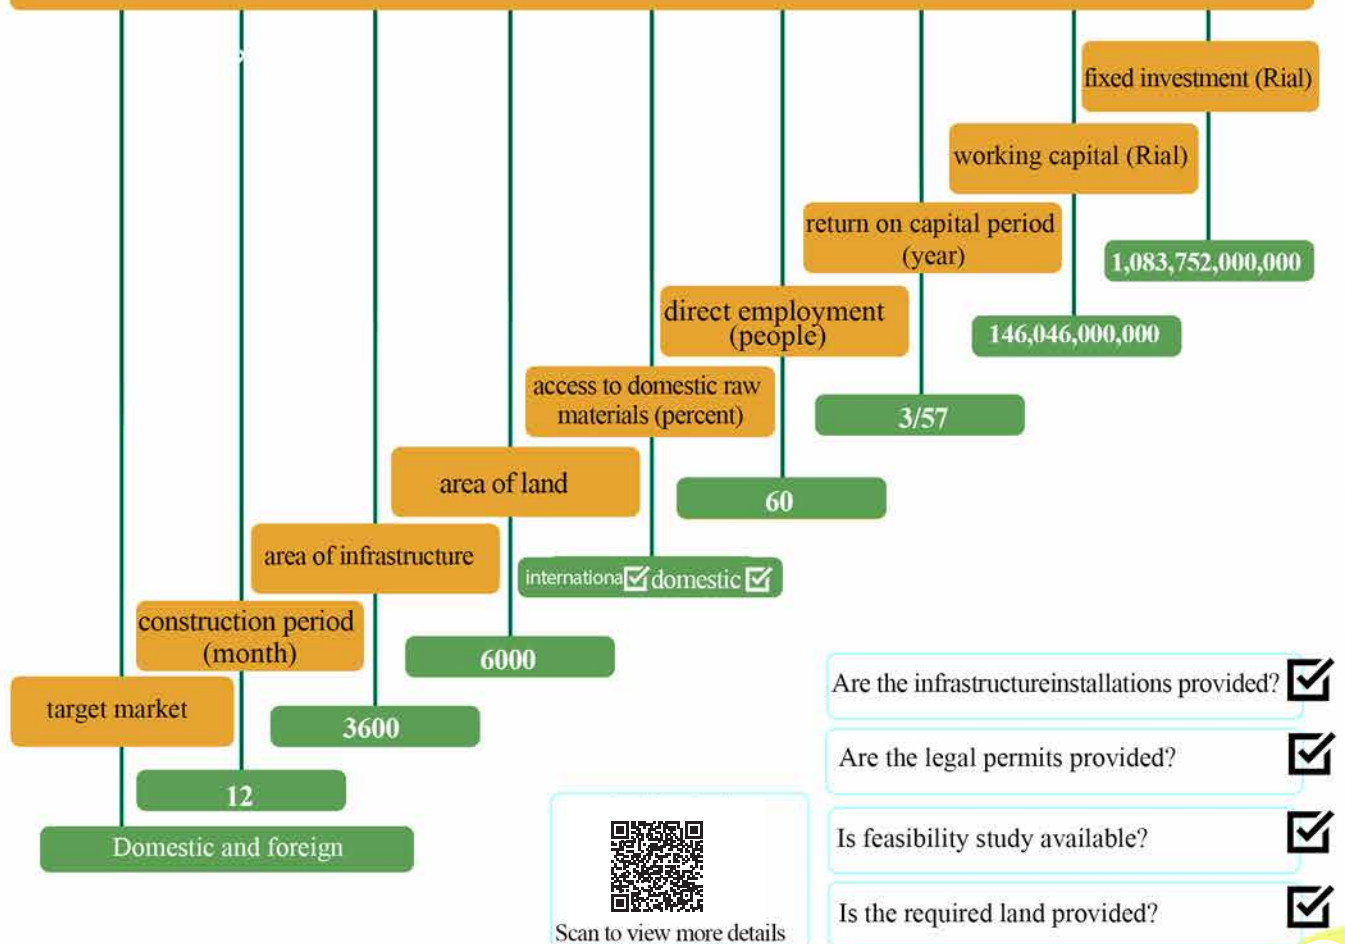 fixed investment (Rial)
working capital (Rial)
return on capital period
(year)
1,083,752,000,000
direct employment
(people)
146,046,000,000
access to domestic raw
materials (percent)
3/57
area of land
60
area of infrastructure
internationa domestic
construction period
(month)
6000
Are the infrastructureinstallations provided?
target market
3600
Are the legal permits provided?
12
Domestic and foreign
Is feasibility study available?
Is the required land provided?
Scan to view more details